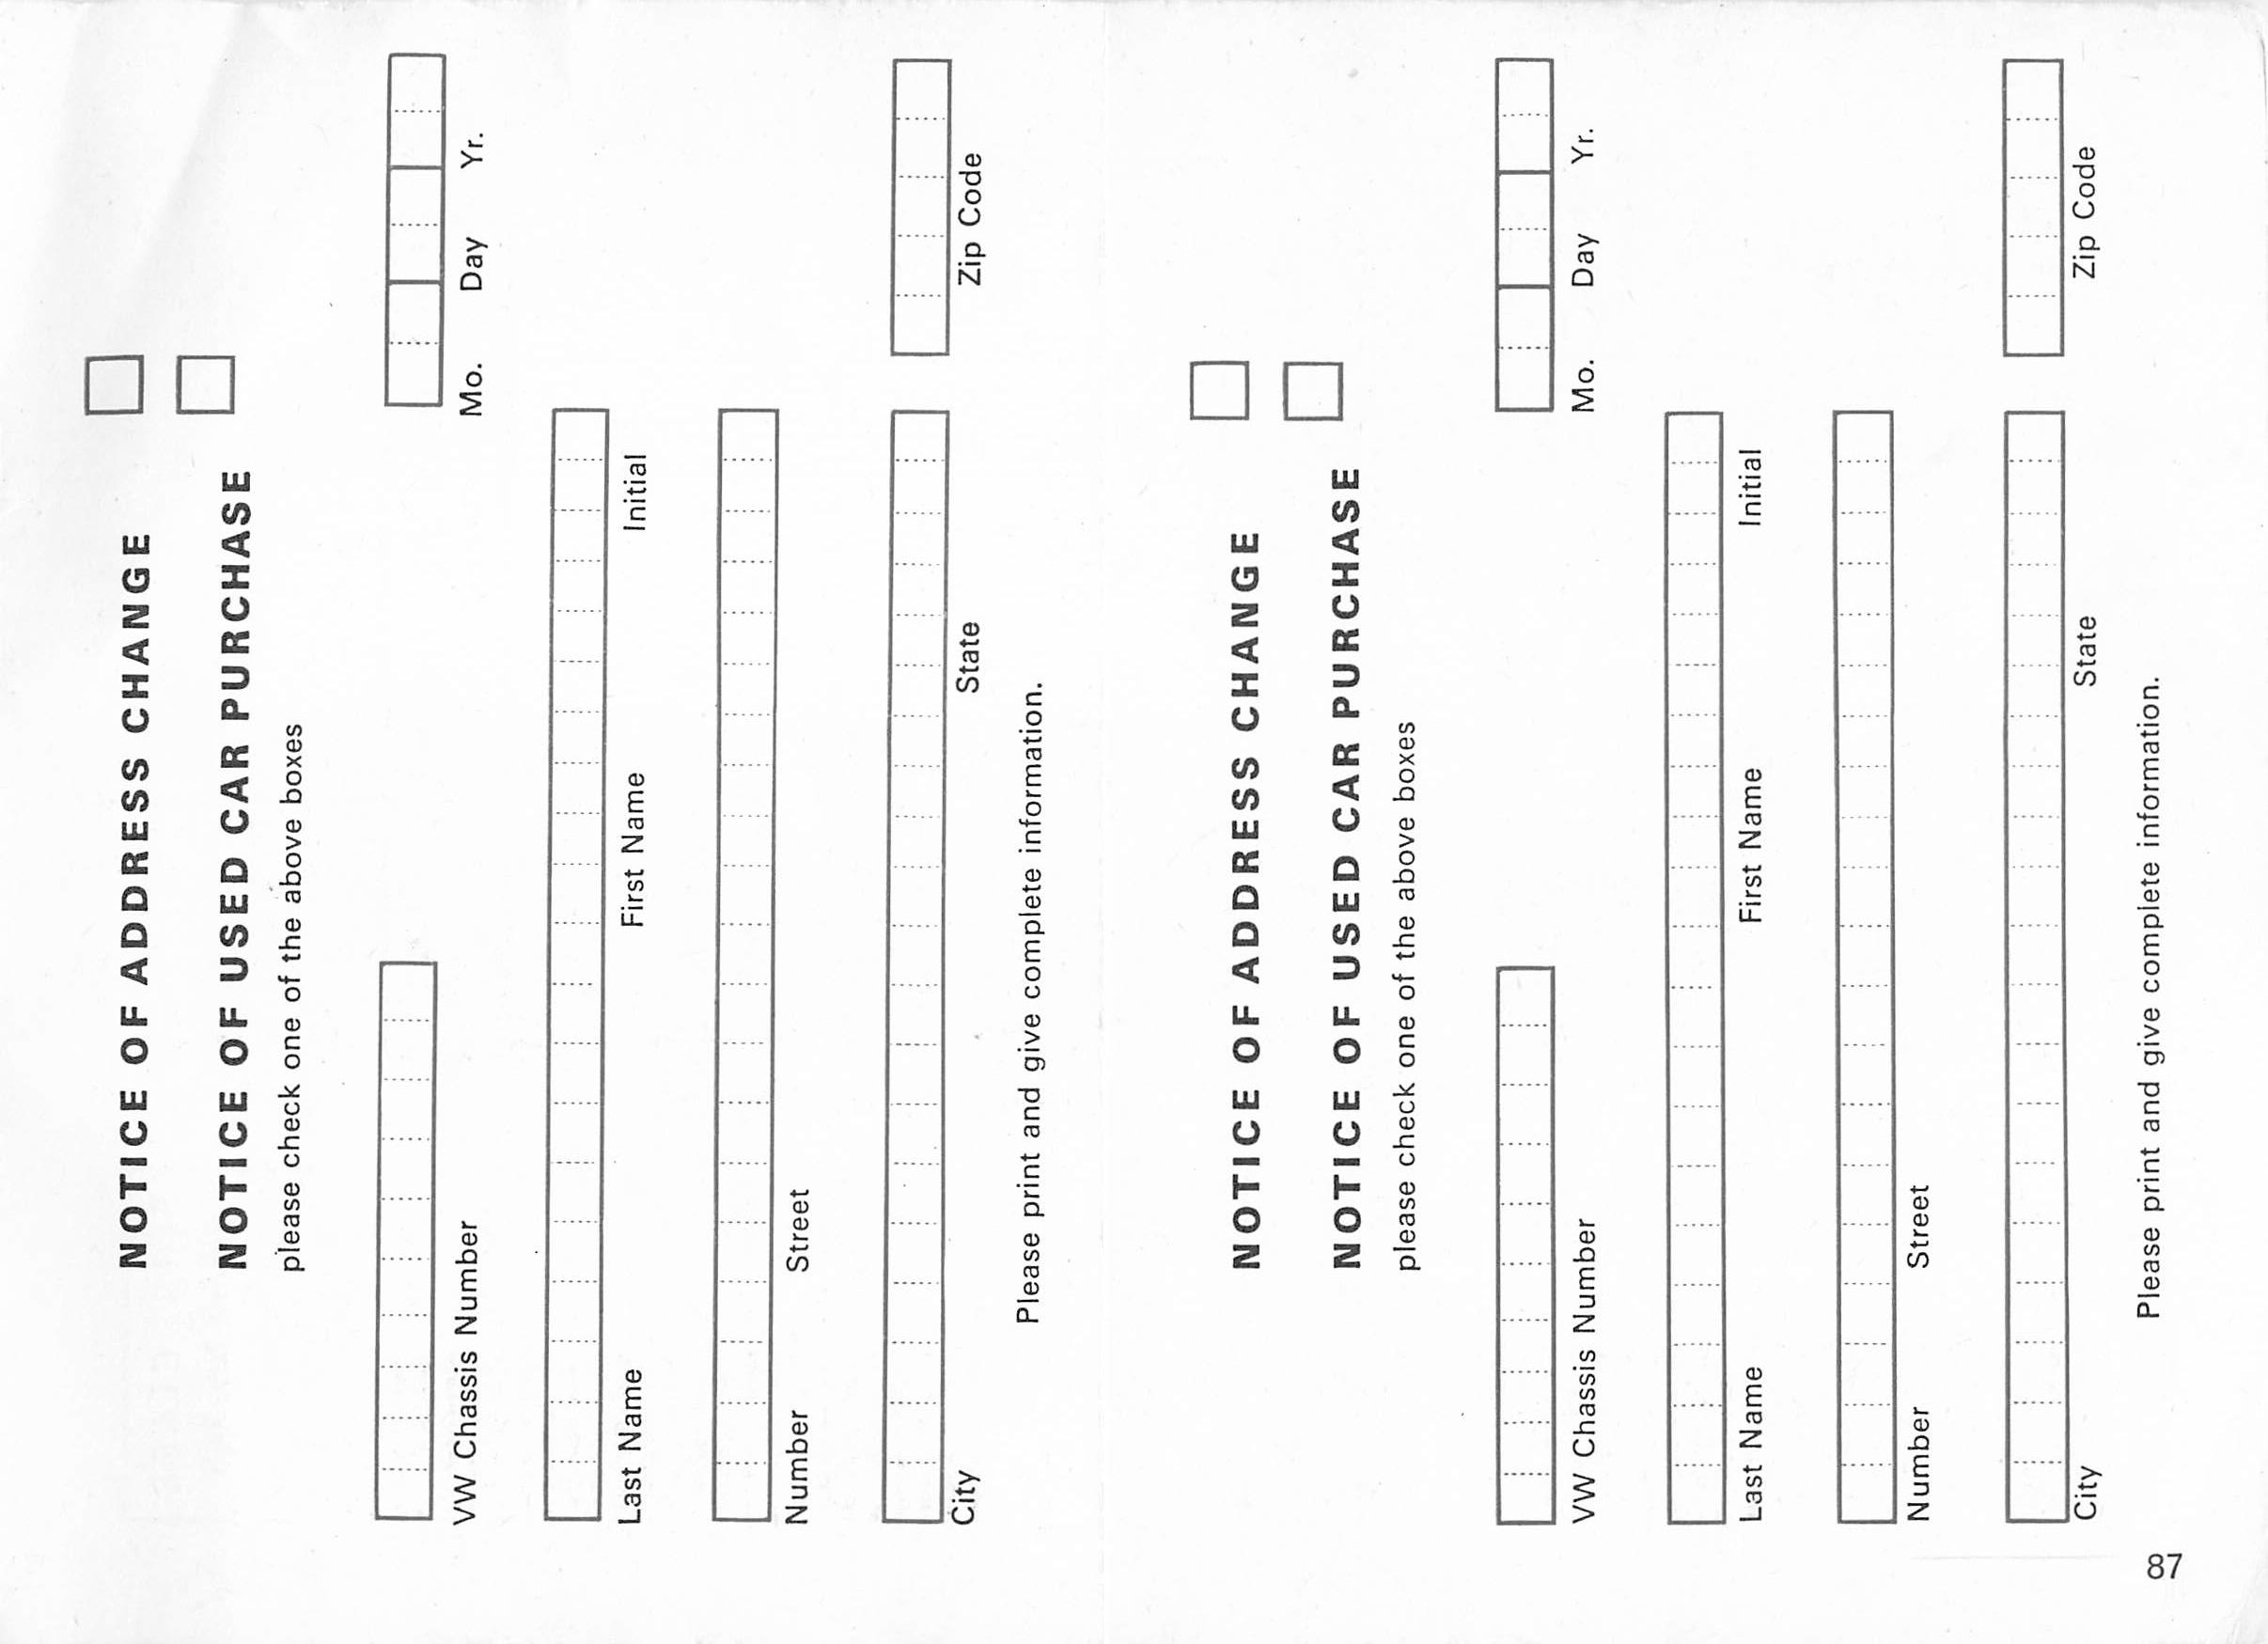 NOTICE OF ADDRESS CHANGE
NOTICE OF USED CAR PURCHASE
please check one of the above boxes
VW Chassis Number Mo. Day Yr.
Last Name First Name Initial
Number Street
City State Zip Code
Please print and give complete information.
NOTICE OF ADDRESS CHANGE
NOTICE OF USED CAR PURCHASE
please check one of the above boxes
VW Chassis Number Mo. Day Yr.
Last Name First Name Initial
Number Street
City State Zip Code
Please print and give complete information.
87